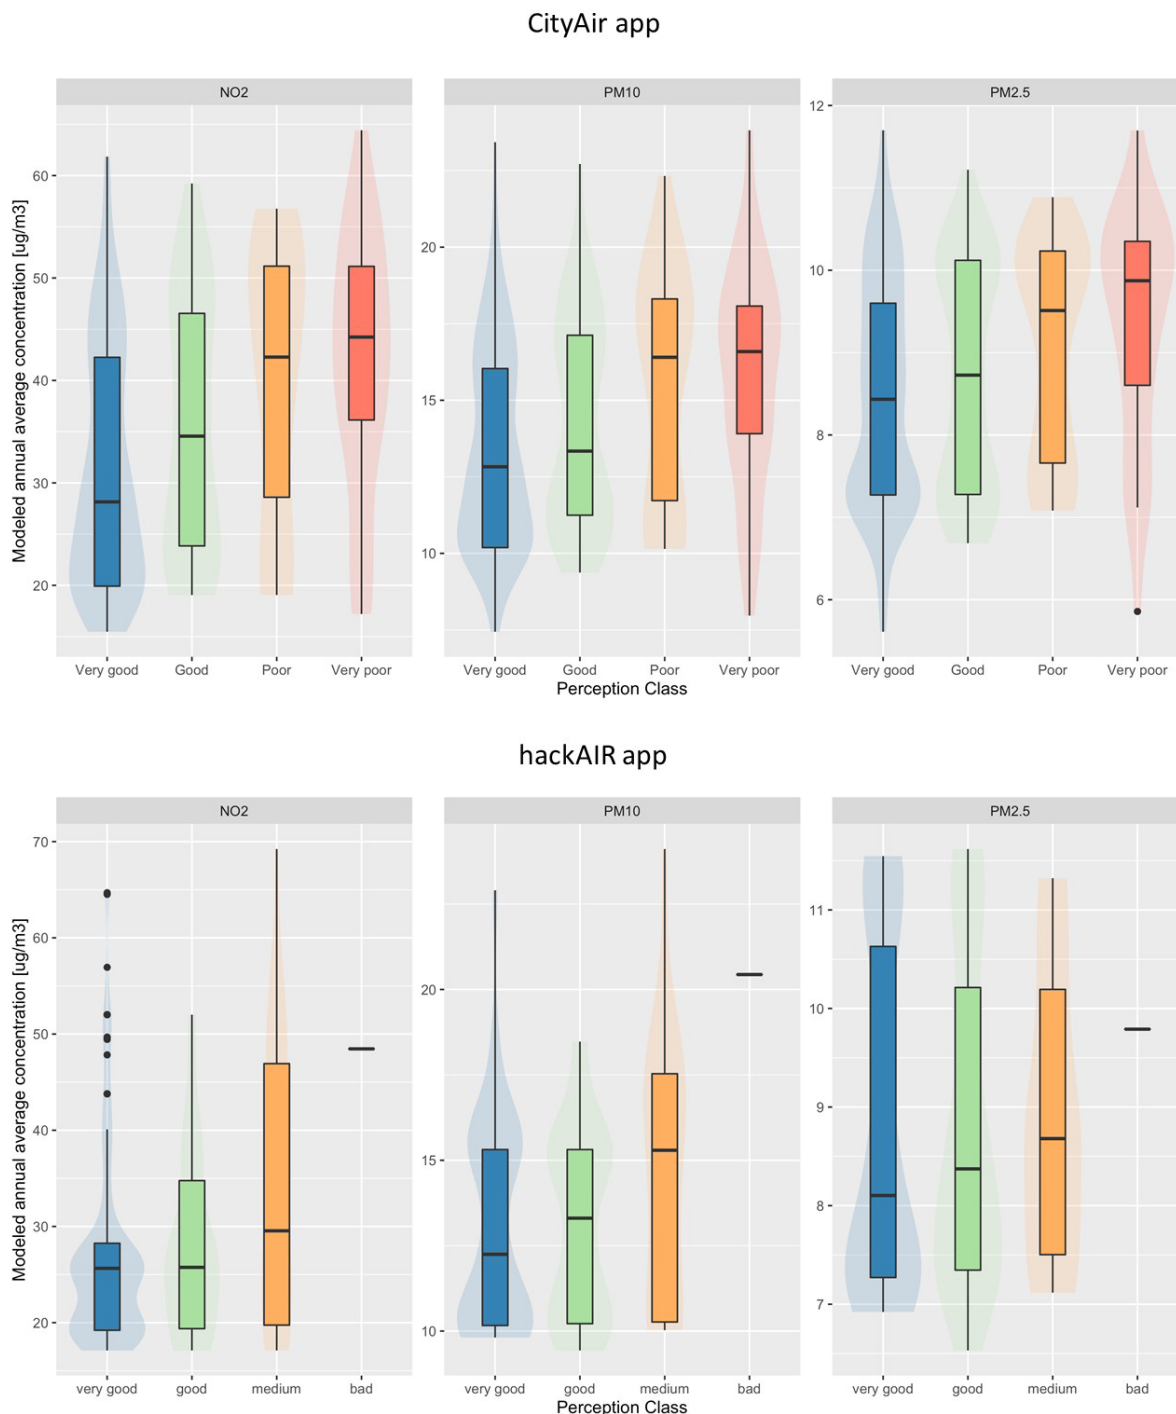 CityAir app
NO2 PM10 PM2.5
Modeled annual average concentration [ug/m3]
60
50
40
30
20
20
15
10
12
10
8
6
Very good Good Poor Very poor Very good Good Poor Very poor Very good Good Poor Very poor
Perception Class
hackAIR app
NO2 PM10 PM2.5
Modeled annual average concentration [ug/m3]
70
60
50
40
30
20
20
15
10
11
10
9
8
7
very good good medium bad very good good medium bad very good good medium bad
Perception Class